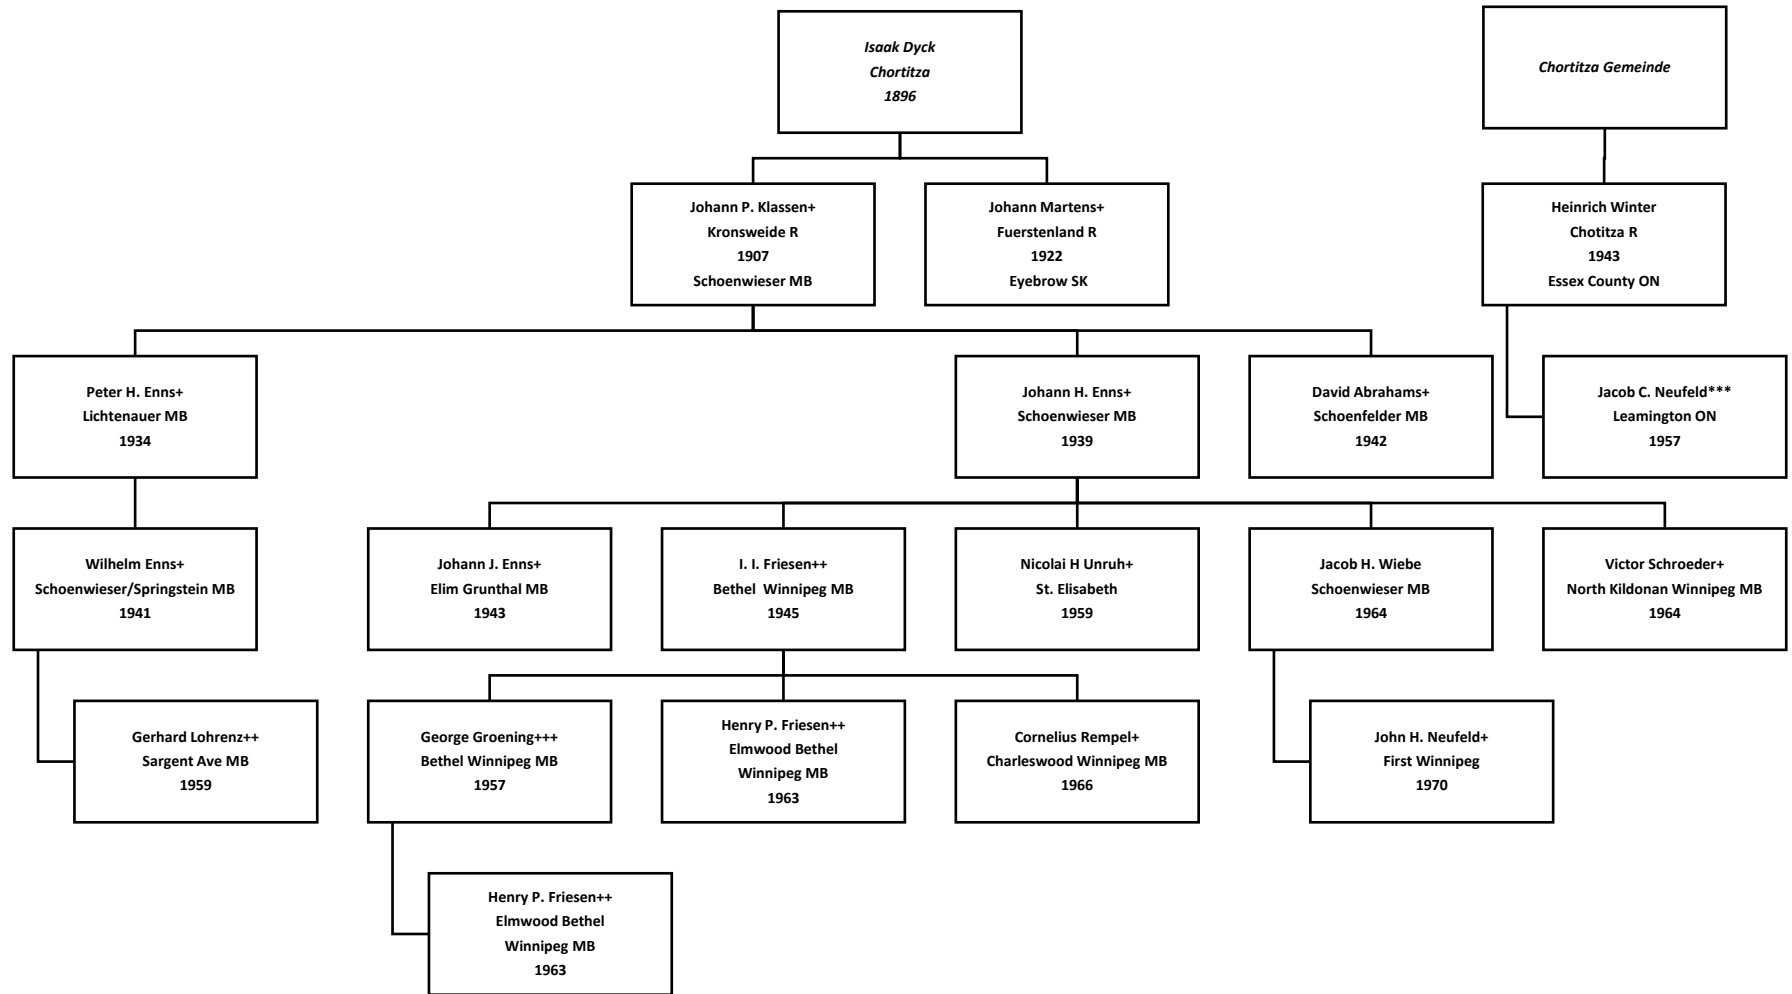 Isaak Dyck
Chortitza
1896
Chortitza Gemeinde
Johann P. Klassen+
Kronsweide R
1907
Schoenwieser MB
Johann Martens+
Fuerstenland R
1922
Eyebrow SK
Heinrich Winter
Chotitza R
1943
Essex County ON
Peter H. Enns+
Lichtenauer MB
1934
Johann H. Enns+
Schoenwieser MB
1939
David Abrahams+
Schoenfelder MB
1942
Jacob C. Neufeld***
Leamington ON
1957
Wilhelm Enns+
Schoenwieser/Springstein MB
1941
Johann J. Enns+
Elim Grunthal MB
1943
I. I. Friesen++
Bethel Winnipeg MB
1945
Nicolai H Unruh+
St. Elisabeth
1959
Jacob H. Wiebe
Schoenwieser MB
1964
Victor Schroeder+
North Kildonan Winnipeg MB
1964
Gerhard Lohrenz++
Sargent Ave MB
1959
George Groening+++
Bethel Winnipeg MB
1957
Henry P. Friesen++
Elmwood Bethel
Winnipeg MB
1963
Cornelius Rempel+
Charleswood Winnipeg MB
1966
John H. Neufeld+
First Winnipeg
1970
Henry P. Friesen++
Elmwood Bethel
Winnipeg MB
1963